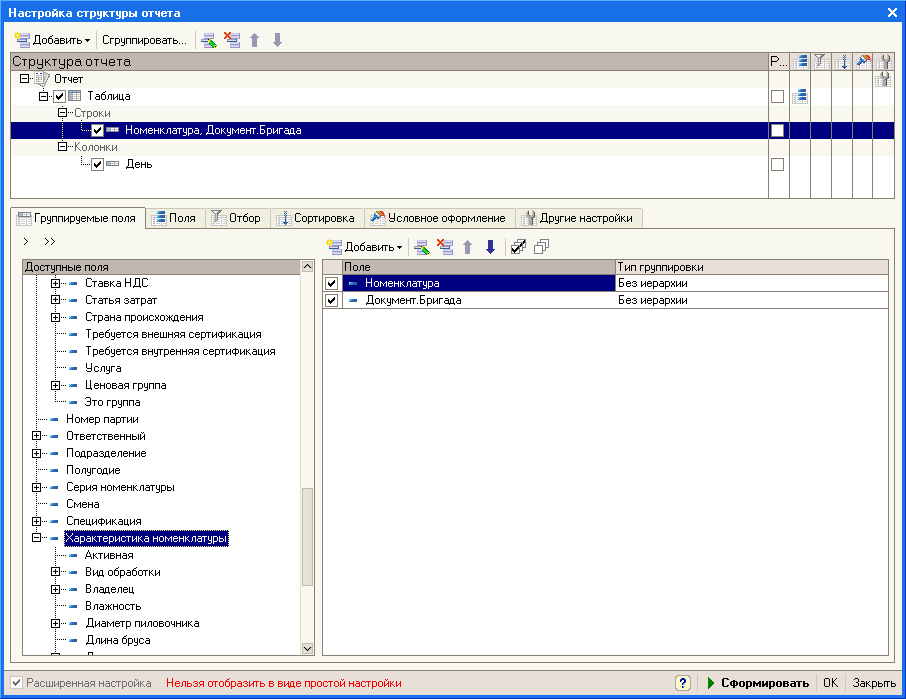 Настройка структуры отчета
Добавить Сгруппировать...
Структура отчета Р...
Отчет
Таблица
Строки
Номенклатура, Документ.Бригада
Колонки
День
Группируемые поля Поля Отбор Сортировка Условное оформление Другие настройки
> >> Добавить
Доступные поля
Ставка НДС
Статья затрат
Страна происхождения
Требуется внешняя сертификация
Требуется внутренняя сертификация
Услуга
Ценовая группа
Это группа
Номер партии
Ответственный
Подразделение
Полугодие
Серия номенклатуры
Смена
Спецификация
Характеристика номенклатуры
Активная
Вид обработки
Владелец
Влажность
Диаметр пиловочника
Длина бруса
Поле Тип группировки
Номенклатура Без иерархии
Документ.Бригада Без иерархии
Расширенная настройка Нельзя отобразить в виде простой настройки ? Сформировать OK Закрыть